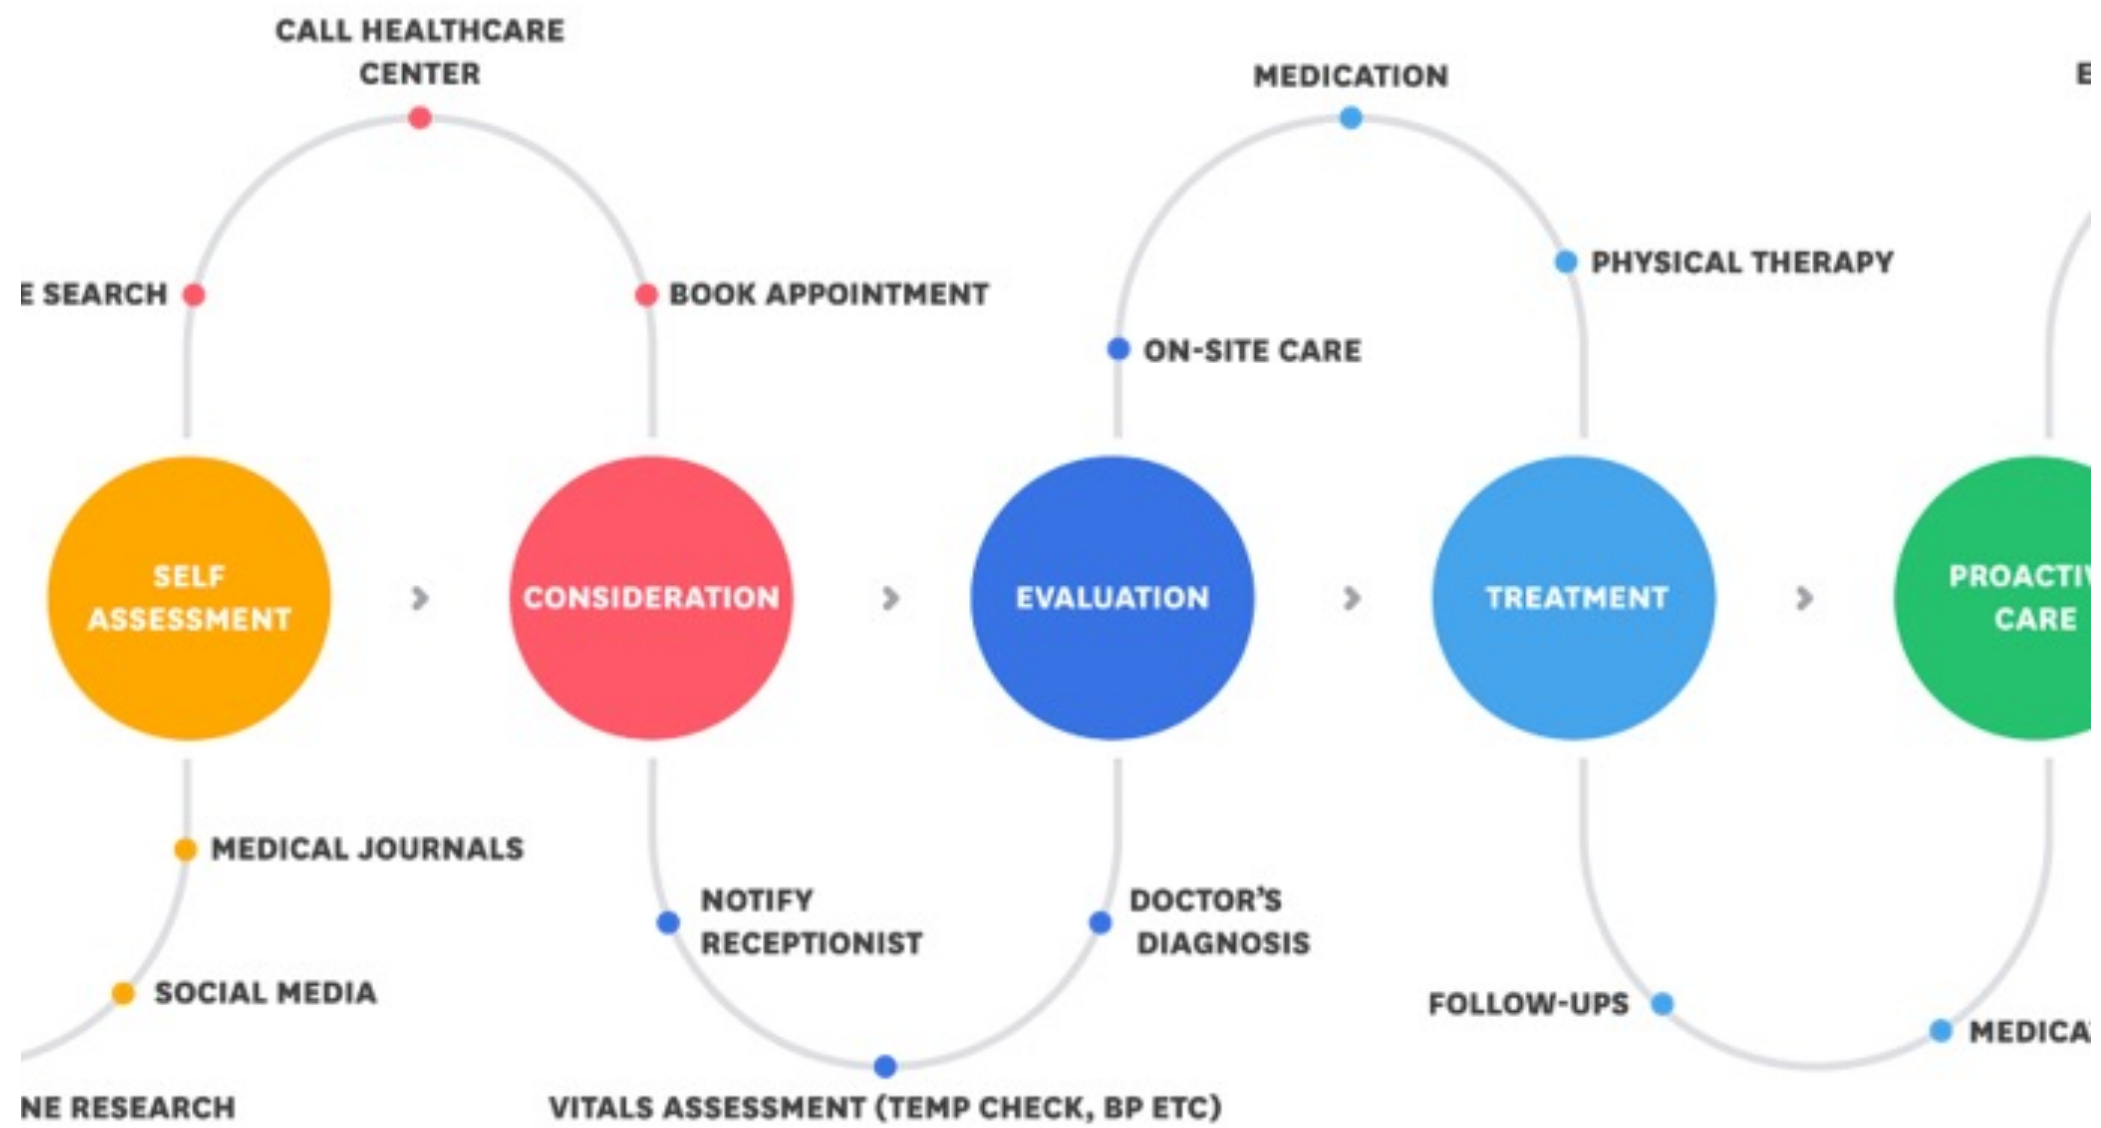 CALL HEALTHCARE
CENTER
MEDICATION
E
E SEARCH
BOOK APPOINTMENT
PHYSICAL THERAPY
ON-SITE CARE
SELF
ASSESSMENT
CONSIDERATION
EVALUATION
TREATMENT
PROACTIV
CARE
MEDICAL JOURNALS
NOTIFY
RECEPTIONIST
DOCTOR'S
DIAGNOSIS
SOCIAL MEDIA
FOLLOW-UPS
MEDICA
NE RESEARCH
VITALS ASSESSMENT (TEMP CHECK, BP ETC)